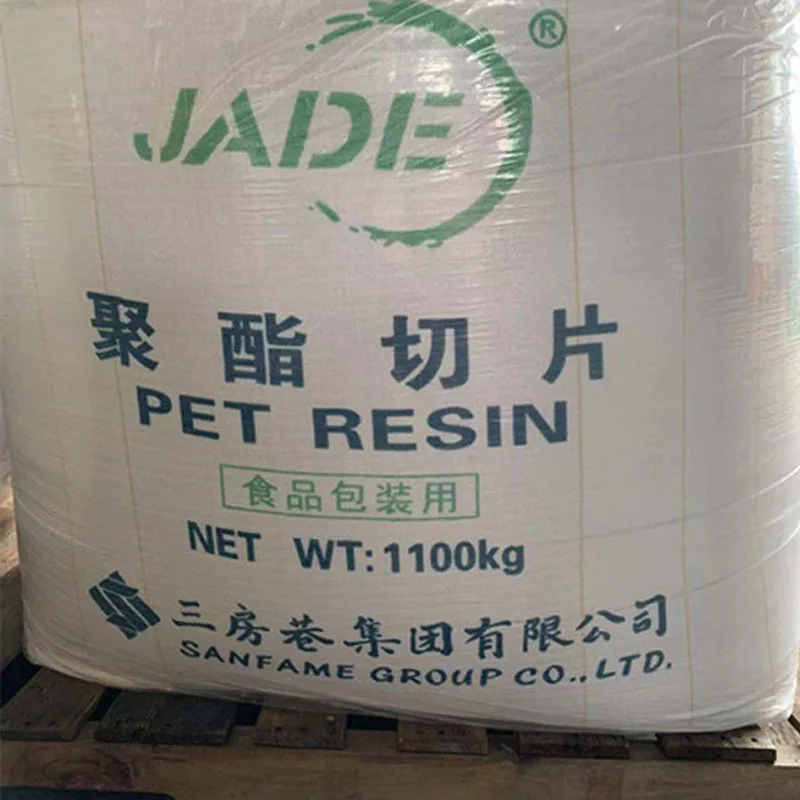 JADE®
聚酯切片
PET RESIN
食品包装用
NET WT: 1100kg
三房巷集团有限公司
SANFAME GROUP CO., LTD.